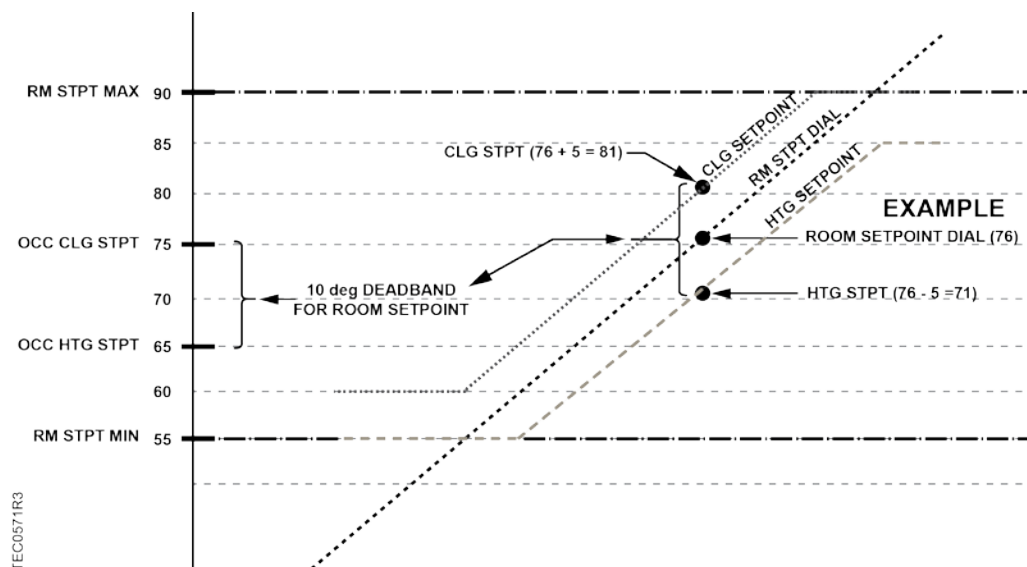 RM STPT MAX 90
85
CLG SETPOINT
RM STPT DIAL
HTG SETPOINT
CLG STPT (76 + 5 = 81)
80
EXAMPLE
OCC CLG STPT 75
ROOM SETPOINT DIAL (76)
10 deg DEADBAND
FOR ROOM SETPOINT
70
HTG STPT (76 - 5 =71)
OCC HTG STPT 65
60
RM STPT MIN 55
TEC0571R3